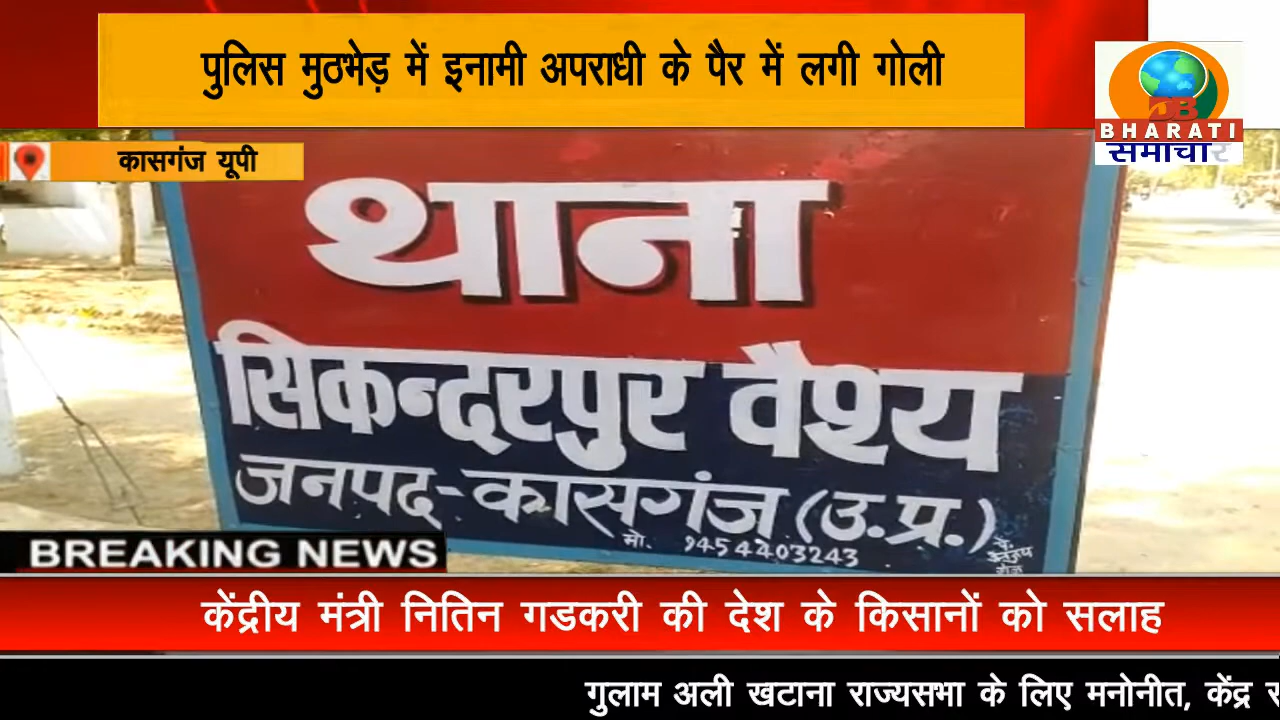 पुलिस मुठभेड़ में इनामी अपराधी के पैर में लगी गोली
BHARATI
समाचार
कासगंज यूपी
थाना
सिकन्दरपुर वैश्य
जनपद-कासगंज (उ.प्र.)
मो. 9454403243
BREAKING NEWS
केंद्रीय मंत्री नितिन गडकरी की देश के किसानों को सलाह
गुलाम अली खटाना राज्यसभा के लिए मनोनीत, केंद्र